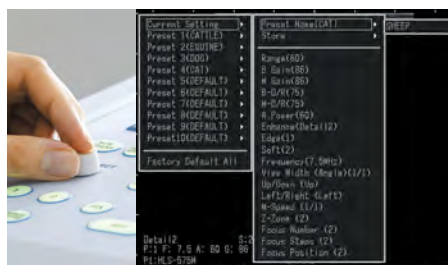 Current Setting
Preset 1(CATTLE)
Preset 2(EQUINE)
Preset 3(DOG)
Preset 4(CAT)
Preset 5(DEFAULT)
Preset 6(DEFAULT)
Preset 7(DEFAULT)
Preset 8(DEFAULT)
Preset 9(DEFAULT)
Preset10(DEFAULT)
Factory Default All
Detail2
F:1 F: 7.5 A: 60 G: 86
P1:HLS-575M
Preset Name(CAT)
Store
Range(60)
B Gain(86)
M Gain(86)
B-D/R(75)
M-D/R(75)
A.Power(60)
Enhance(Detail2)
Edge(1)
Soft(2)
Frequency(7.5MHz)
View Width (Angle)(1/1)
Up/Down (Up)
Left/Right (Left)
M-Speed (1/1)
Z-Zone (2)
Focus Number (2)
Focus Steps (2)
Focus Position (2)
SHEEP